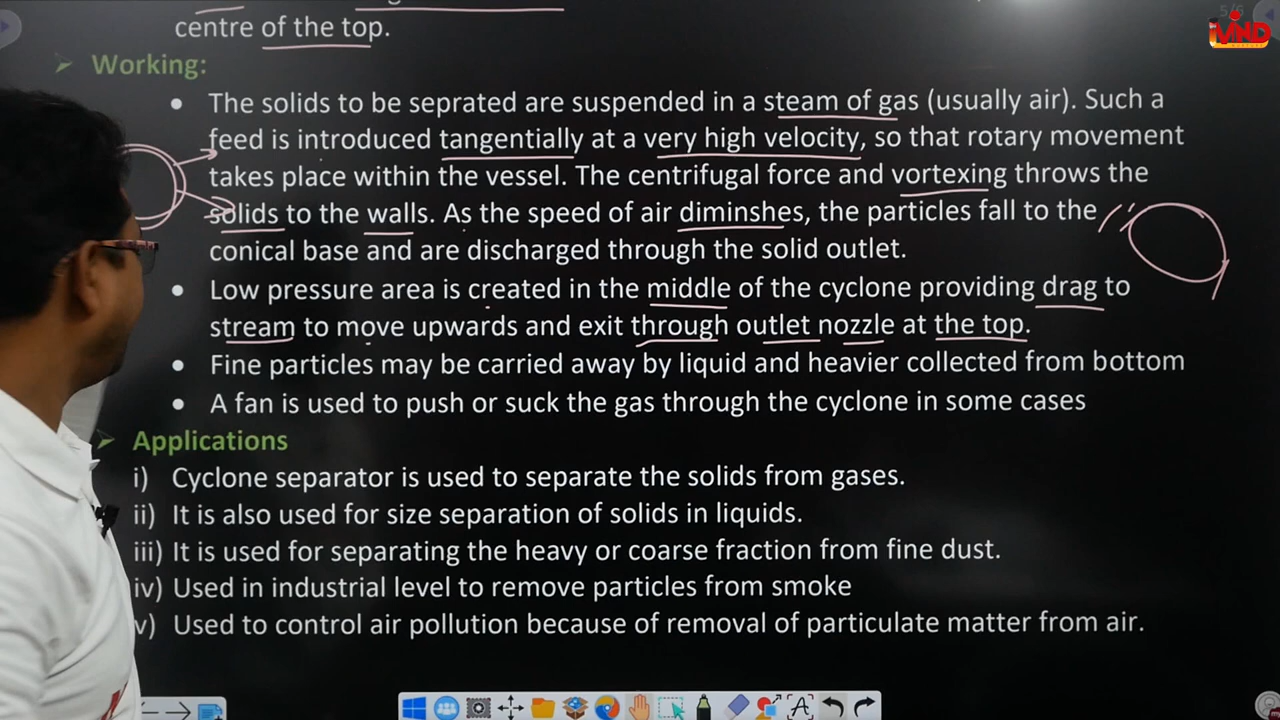 5/6
centre of the top.
➢ Working:
• The solids to be seprated are suspended in a steam of gas (usually air). Such a
feed is introduced tangentially at a very high velocity, so that rotary movement
takes place within the vessel. The centrifugal force and vortexing throws the
solids to the walls. As the speed of air diminshes, the particles fall to the
conical base and are discharged through the solid outlet.
• Low pressure area is created in the middle of the cyclone providing drag to
stream to move upwards and exit through outlet nozzle at the top.
• Fine particles may be carried away by liquid and heavier collected from bottom
• A fan is used to push or suck the gas through the cyclone in some cases
➢ Applications
i) Cyclone separator is used to separate the solids from gases.
ii) It is also used for size separation of solids in liquids.
iii) It is used for separating the heavy or coarse fraction from fine dust.
iv) Used in industrial level to remove particles from smoke
v) Used to control air pollution because of removal of particulate matter from air.